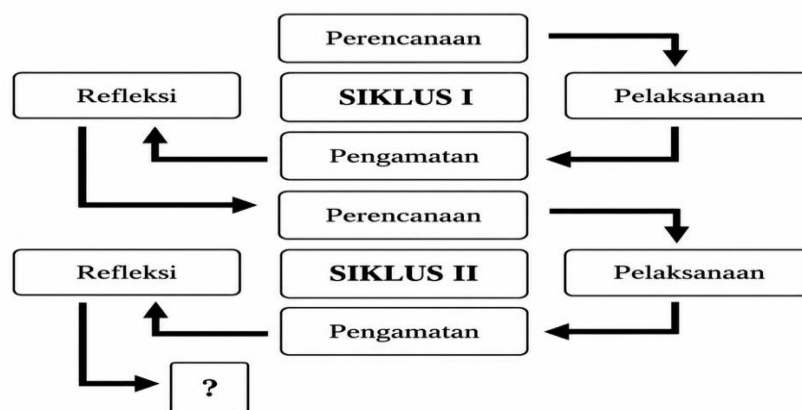 Perencanaan
Refleksi
SIKLUS I
Pelaksanaan
Pengamatan
Perencanaan
Refleksi
SIKLUS II
Pelaksanaan
Pengamatan
?